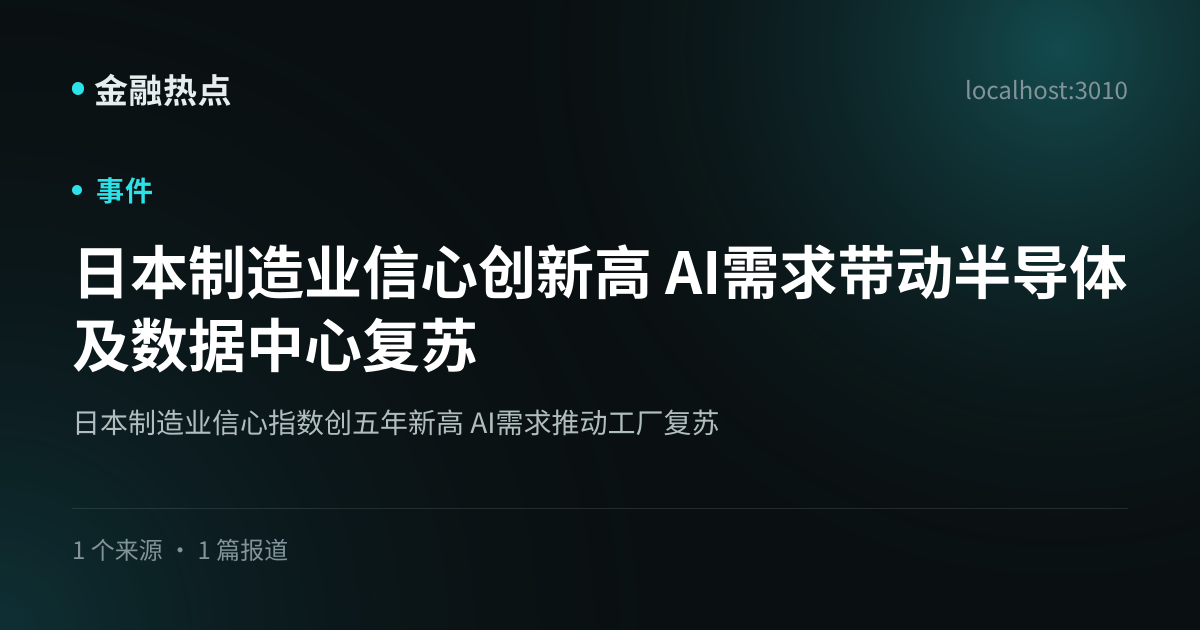 金融热点
localhost:3010
事件
日本制造业信心创新高 AI需求带动半导体
及数据中心复苏
日本制造业信心指数创五年新高 AI需求推动工厂复苏
1 个来源 · 1 篇报道